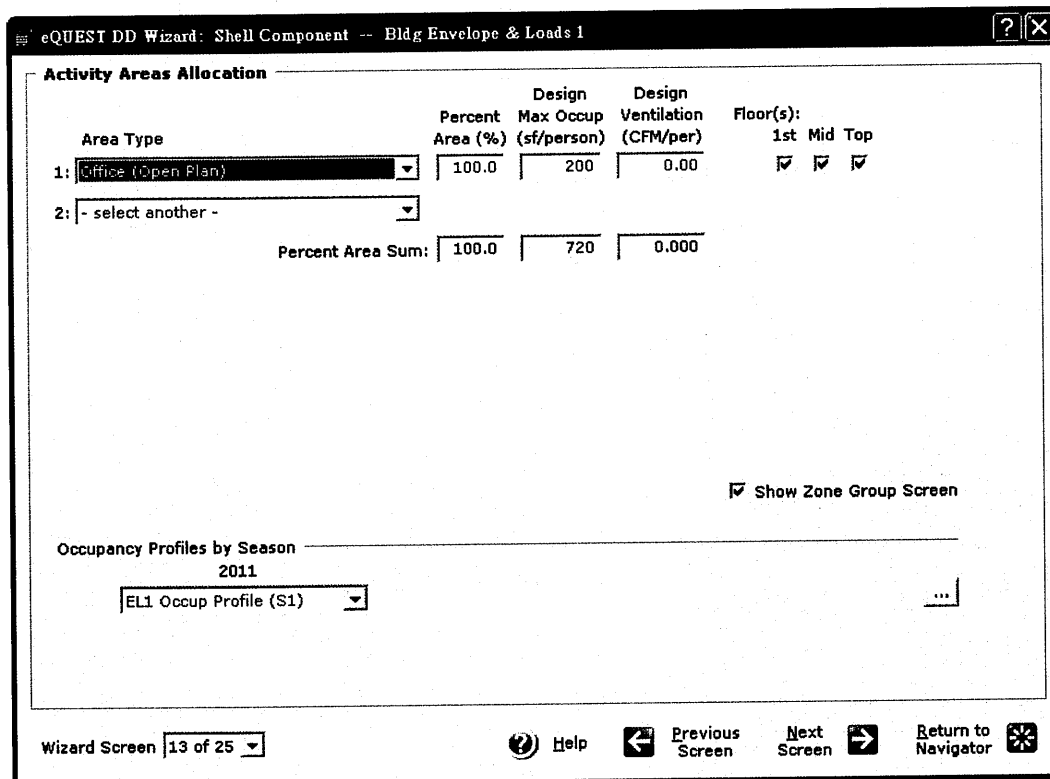 eQUEST DD Wizard: Shell Component -- Bldg Envelope & Loads 1
Activity Areas Allocation
Area Type
Percent Area (%)
Design Max Occup (sf/person)
Design Ventilation (CFM/per)
Floor(s):
1st Mid Top
1: Office (Open Plan) 100.0 200 0.00
2: - select another -
Percent Area Sum: 100.0 720 0.000
Show Zone Group Screen
Occupancy Profiles by Season
2011
EL1 Occup Profile (S1)
...
Wizard Screen 13 of 25
? Help
Previous Screen
Next Screen
Return to Navigator